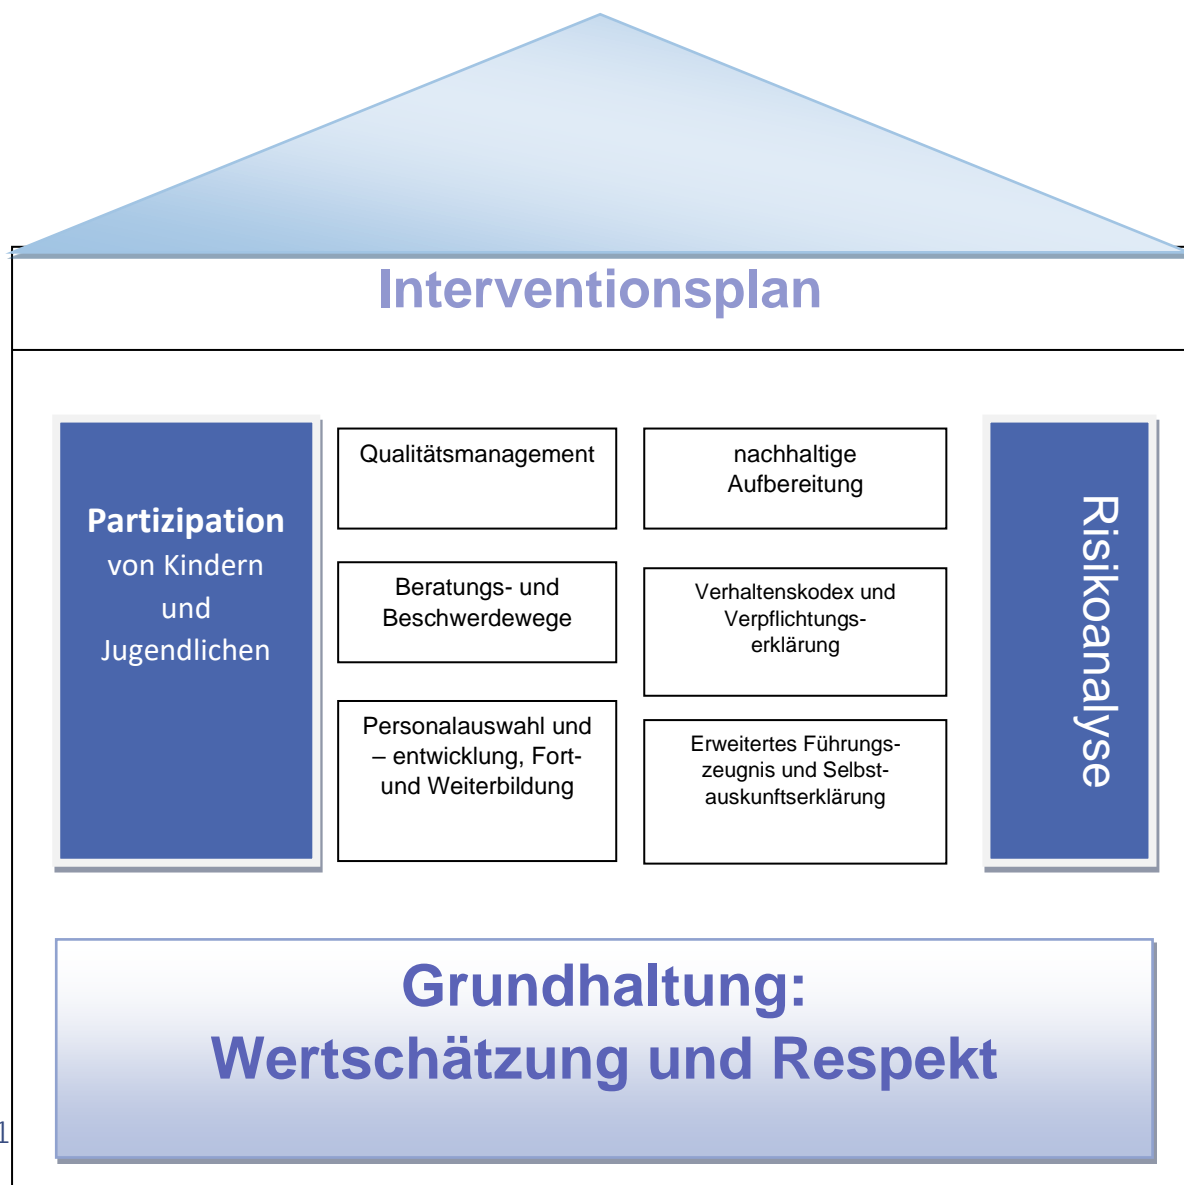 Interventionsplan
Partizipation
von Kindern
und
Jugendlichen
Qualitätsmanagement
nachhaltige
Aufbereitung
Beratungs- und
Beschwerdewege
Verhaltenskodex und
Verpflichtungs-
erklärung
Personalauswahl und
– entwicklung, Fort-
und Weiterbildung
Erweitertes Führungs-
zeugnis und Selbst-
auskunftserklärung
Risikoanalyse
Grundhaltung:
Wertschätzung und Respekt
1